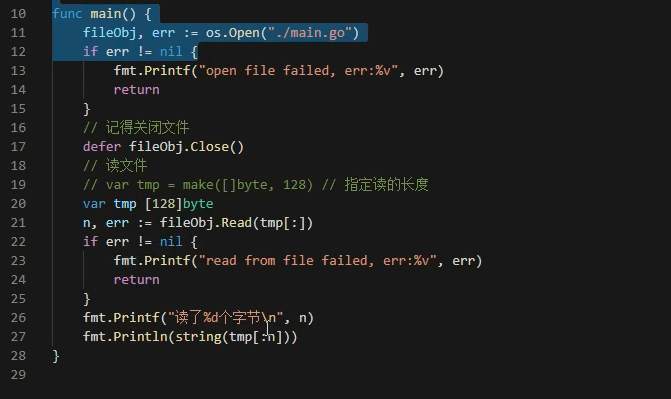 10 func main() {
11     fileObj, err := os.Open("./main.go")
12     if err != nil {
13         fmt.Printf("open file failed, err:%v", err)
14         return
15     }
16     // 记得关闭文件
17     defer fileObj.Close()
18     // 读文件
19     // var tmp = make([]byte, 128) // 指定读的长度
20     var tmp [128]byte
21     n, err := fileObj.Read(tmp[:])
22     if err != nil {
23         fmt.Printf("read from file failed, err:%v", err)
24         return
25     }
26     fmt.Printf("读了%d个字节\n", n)
27     fmt.Println(string(tmp[:n]))
28 }
29